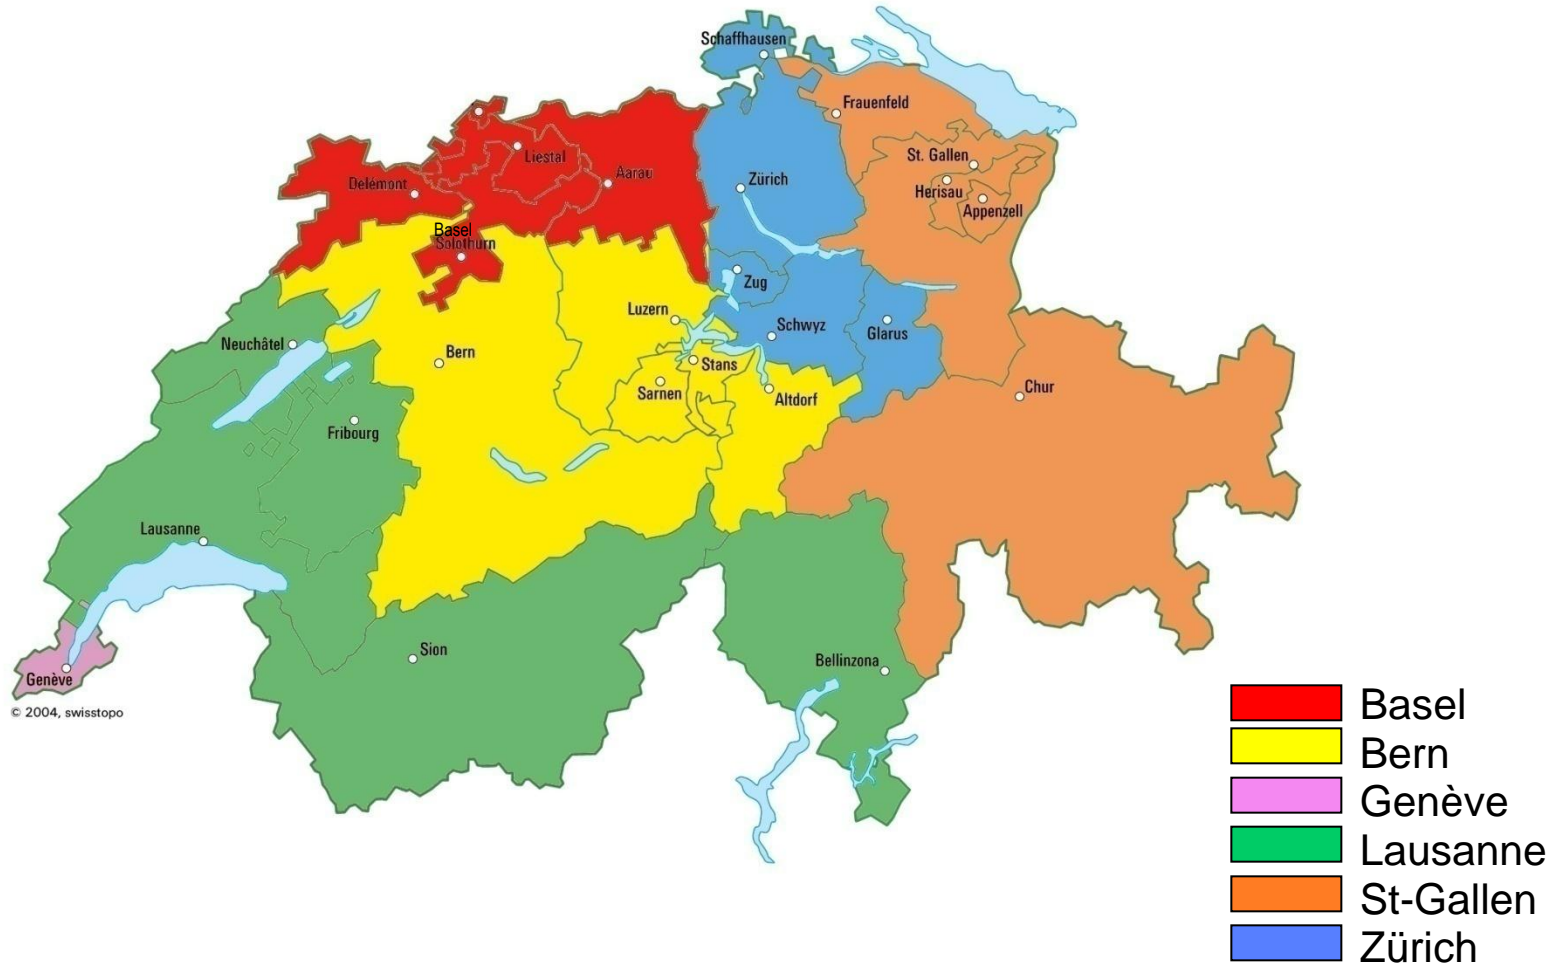 Schaffhausen
Frauenfeld
Liestal
St. Gallen
Aarau
Zürich
Delémont
Herisau
Appenzell
Basel
Solothurn
Zug
Luzern
Schwyz
Glarus
Neuchâtel
Bern
Stans
Sarnen
Altdorf
Chur
Fribourg
Lausanne
Sion
Bellinzona
Genève
© 2004, swisstopo
Basel
Bern
Genève
Lausanne
St-Gallen
Zürich